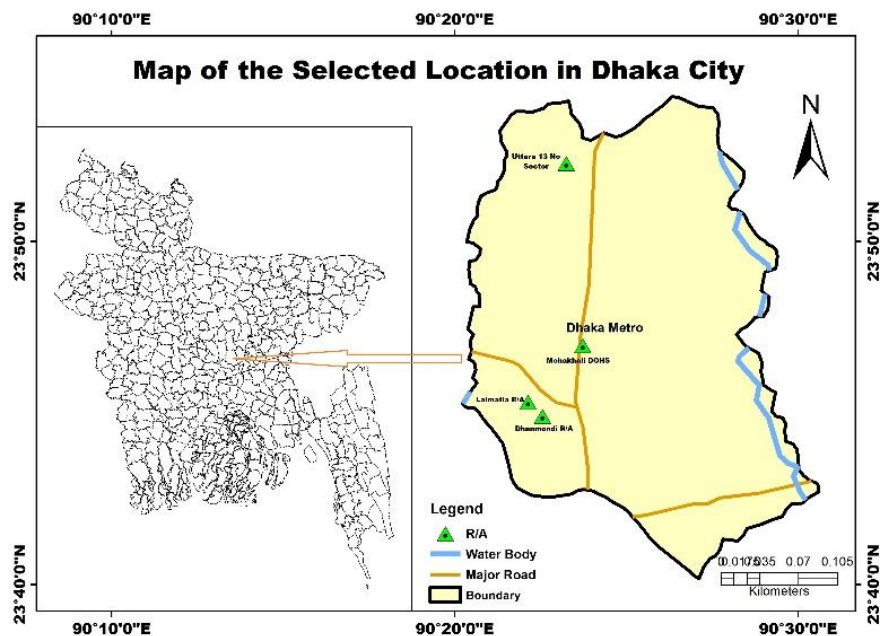 90°10'0"E 90°20'0"E 90°30'0"E
Map of the Selected Location in Dhaka City
N
Uttara 13 No
Sector
23°50'0"N 23°50'0"N
Dhaka Metro
Mohakhali DOHS
Lalmatia R/A
Dhanmondi R/A
Legend
R/A
Water Body
Major Road
Boundary
0 0.01750.035 0.07 0.105
Kilometers
23°40'0"N 23°40'0"N
90°10'0"E 90°20'0"E 90°30'0"E